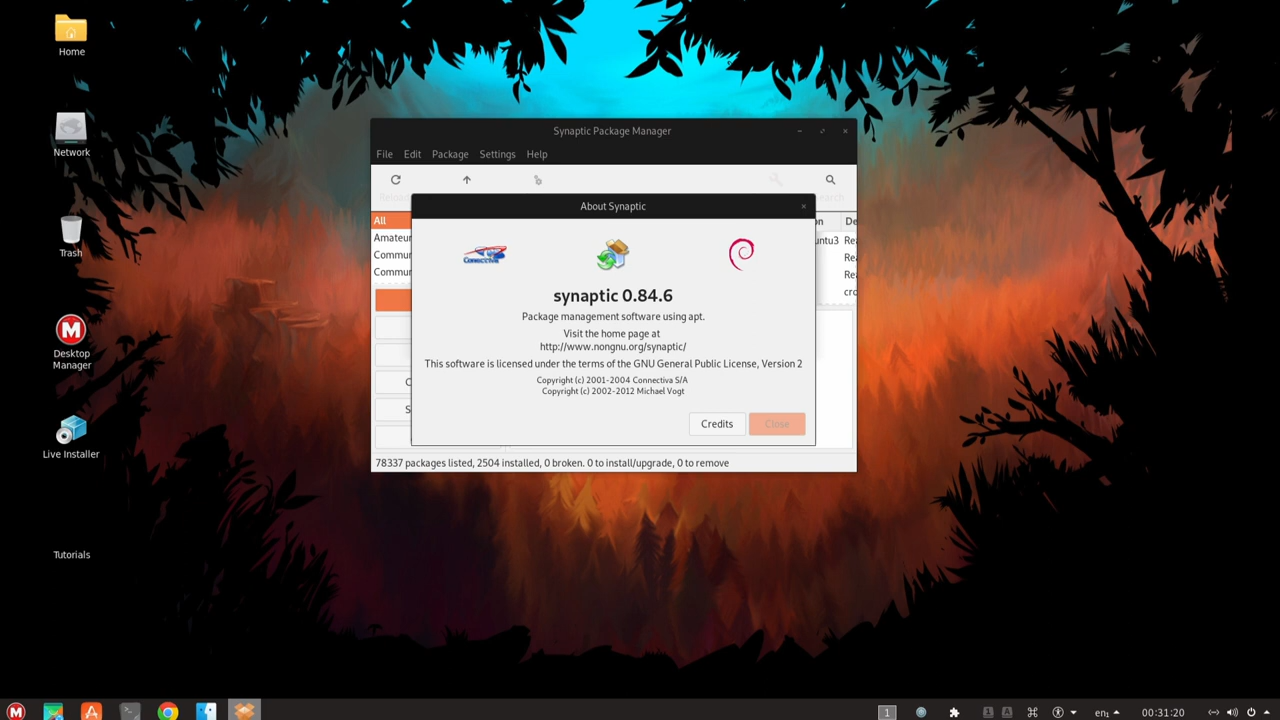 Home
Network
Trash
Desktop
Manager
Live Installer
Tutorials
Synaptic Package Manager
File Edit Package Settings Help
All
Amateur
Commun
Commun
About Synaptic
Connectiva
synaptic 0.84.6
Package management software using apt.
Visit the home page at
http://www.nongnu.org/synaptic/
This software is licensed under the terms of the GNU General Public License, Version 2
Copyright (c) 2001-2004 Connectiva S/A
Copyright (c) 2002-2012 Michael Vogt
Credits Close
78337 packages listed, 2504 installed, 0 broken. 0 to install/upgrade, 0 to remove
1 en₁ 00:31:20